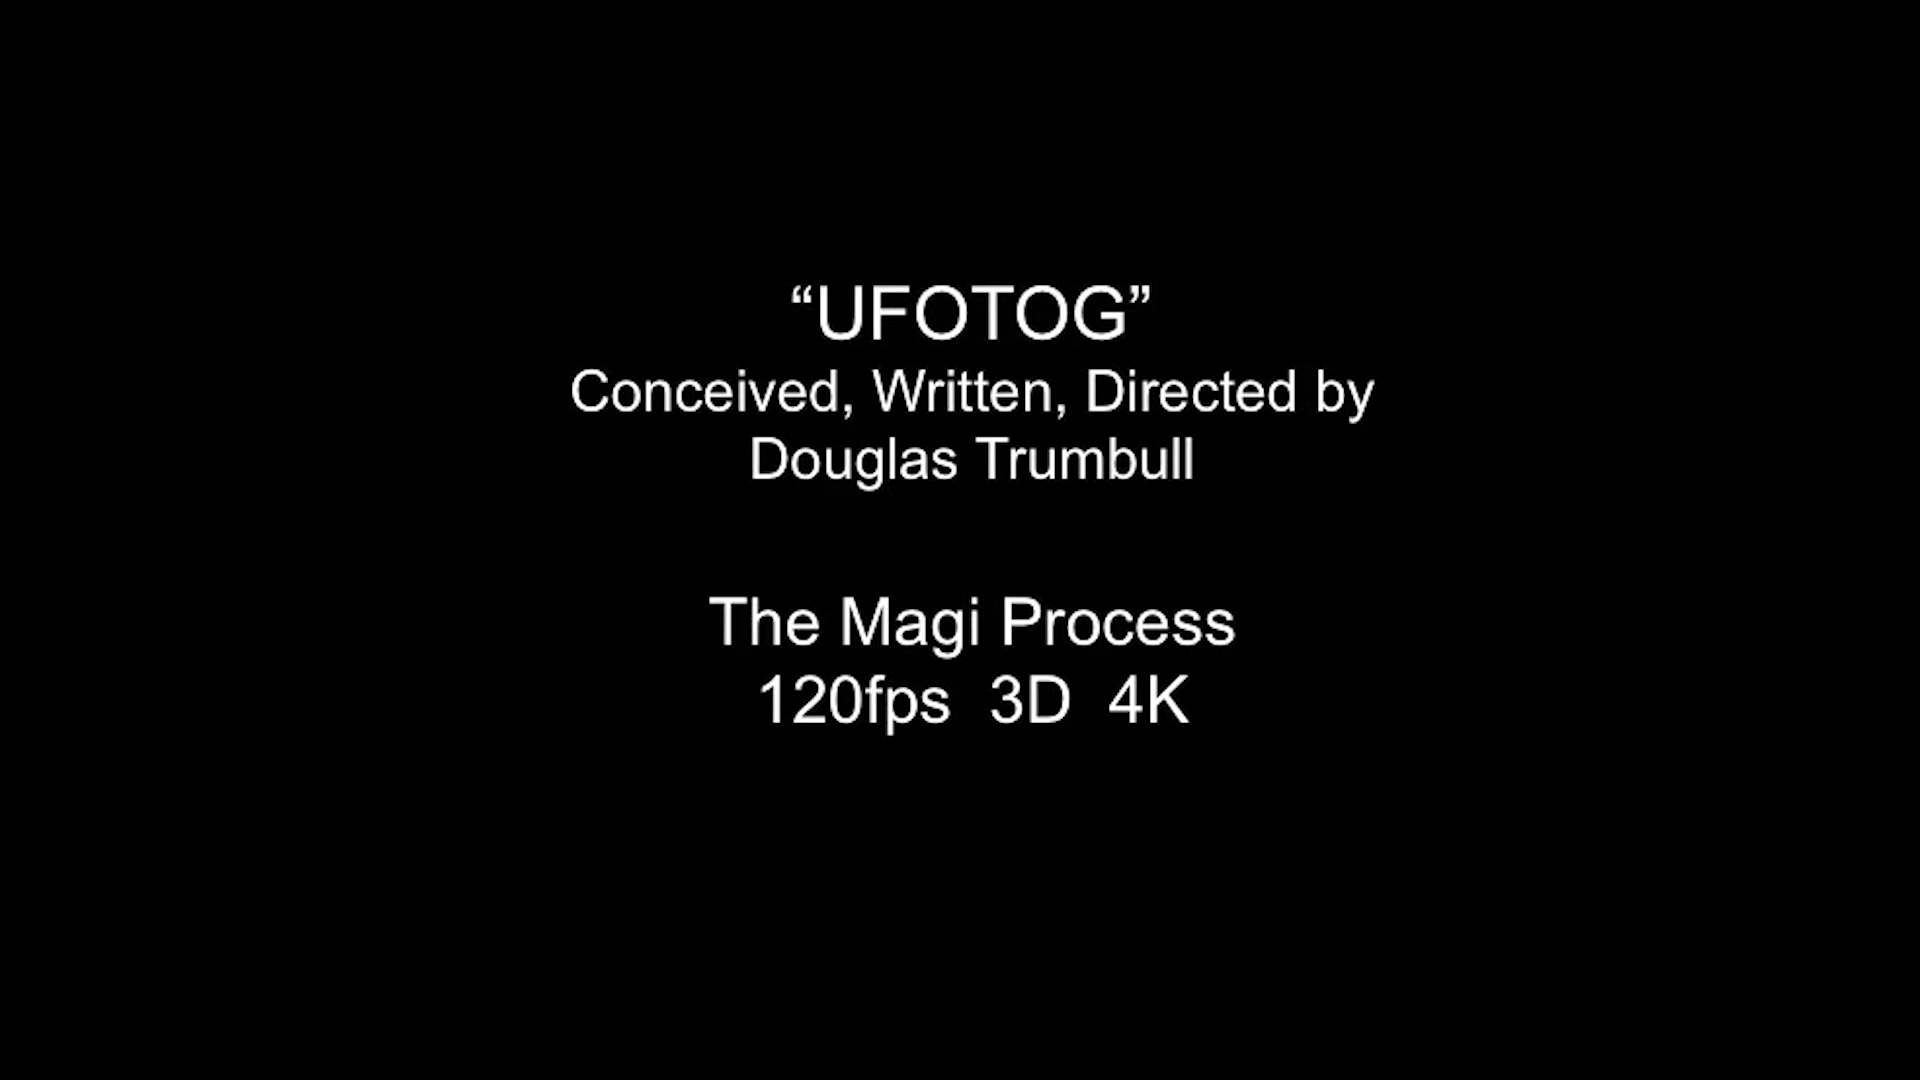 “UFOTOG”
Conceived, Written, Directed by
Douglas Trumbull
The Magi Process
120fps 3D 4K